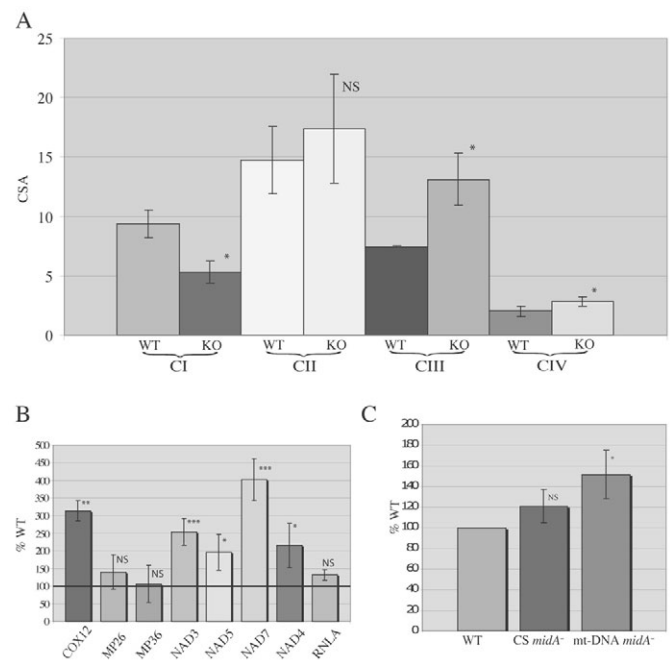 A
25
20
15
10
5
0
CSA
NS
*
*
*
WT KO WT KO WT KO WT KO
CI CII CIII CIV
B
500
450
400
350
300
250
200
150
100
50
0
% WT
**
NS
NS
***
*
***
*
NS
COX12 MP26 MP36 NAD3 NAD5 NAD7 NAD4 RNLA
C
200
180
160
140
120
100
80
60
40
20
0
% WT
NS
*
WT CS midA- mt-DNA midA-